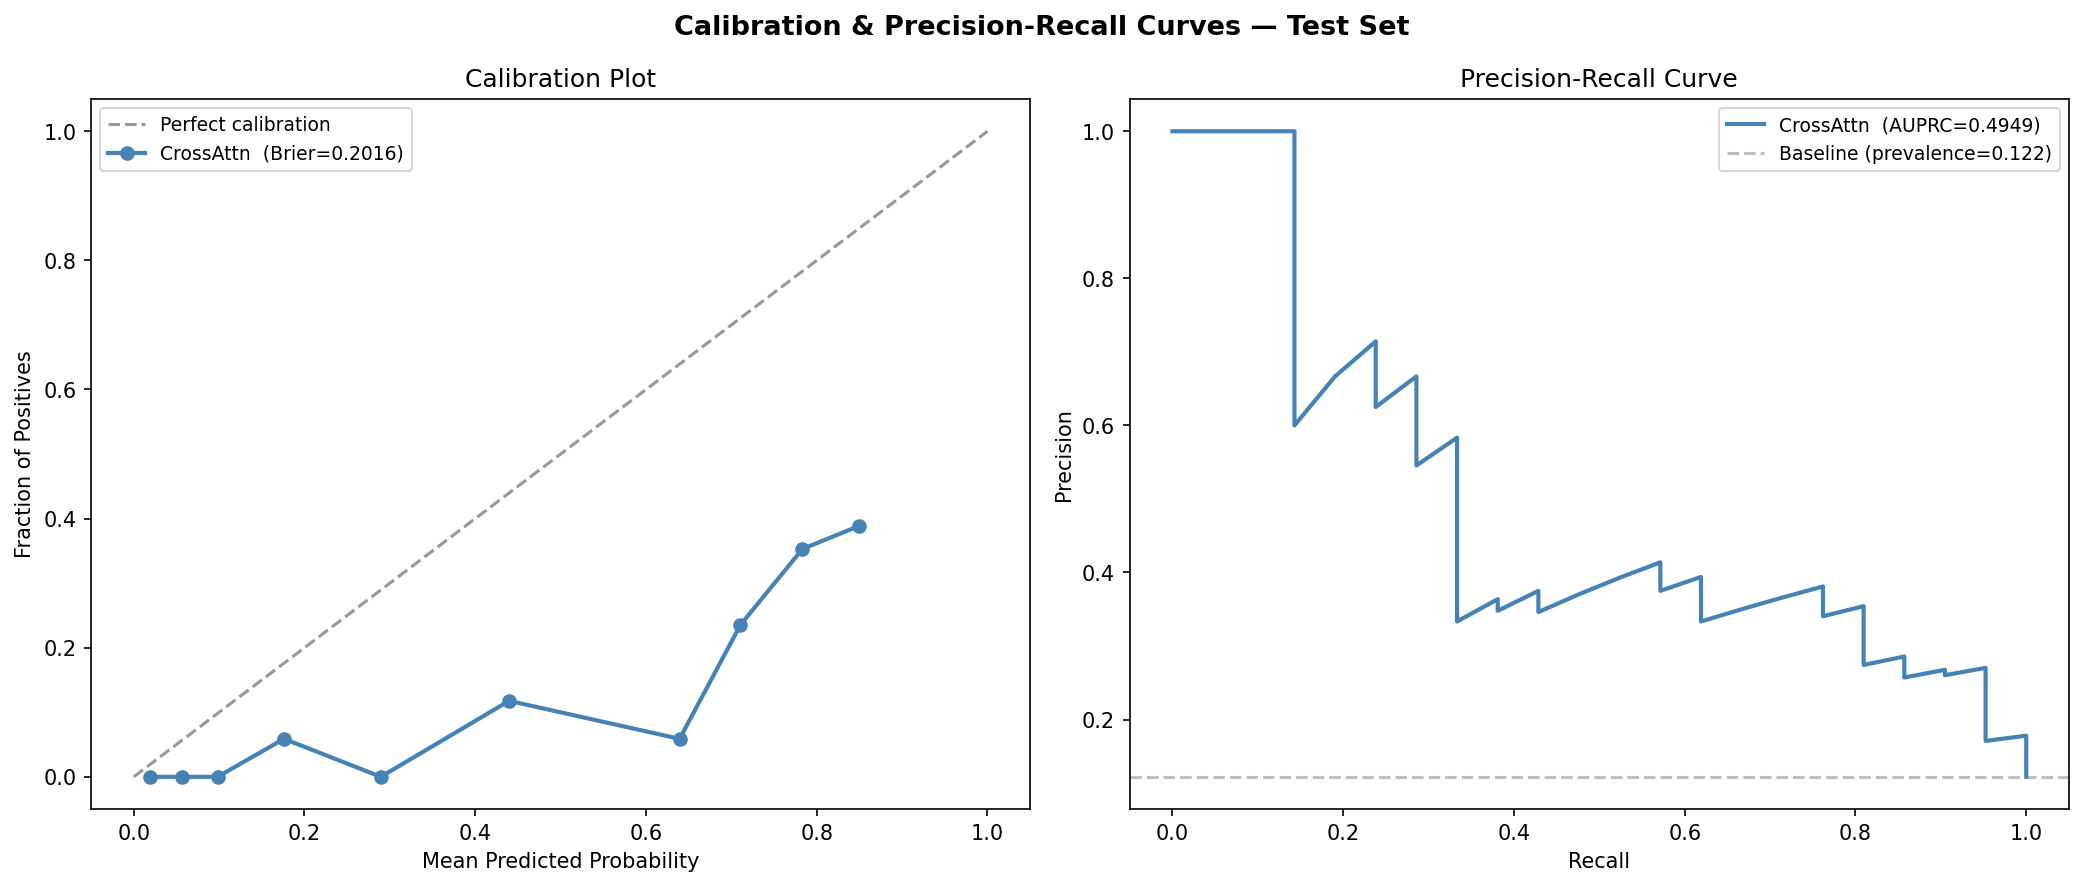 Calibration & Precision-Recall Curves — Test Set
Calibration Plot
Perfect calibration
CrossAttn (Brier=0.2016)
1.0
0.8
0.6
0.4
0.2
0.0
Fraction of Positives
0.0 0.2 0.4 0.6 0.8 1.0
Mean Predicted Probability
Precision-Recall Curve
CrossAttn (AUPRC=0.4949)
Baseline (prevalence=0.122)
1.0
0.8
0.6
0.4
0.2
Precision
0.0 0.2 0.4 0.6 0.8 1.0
Recall